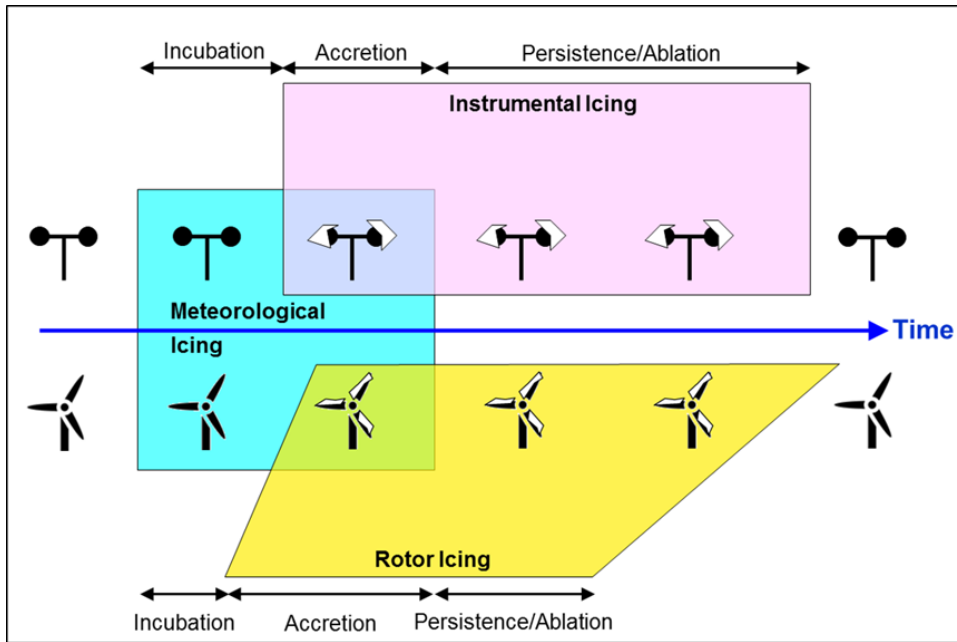 Incubation Accretion Persistence/Ablation
Instrumental Icing
Meteorological
Icing
Time
Rotor Icing
Incubation Accretion Persistence/Ablation